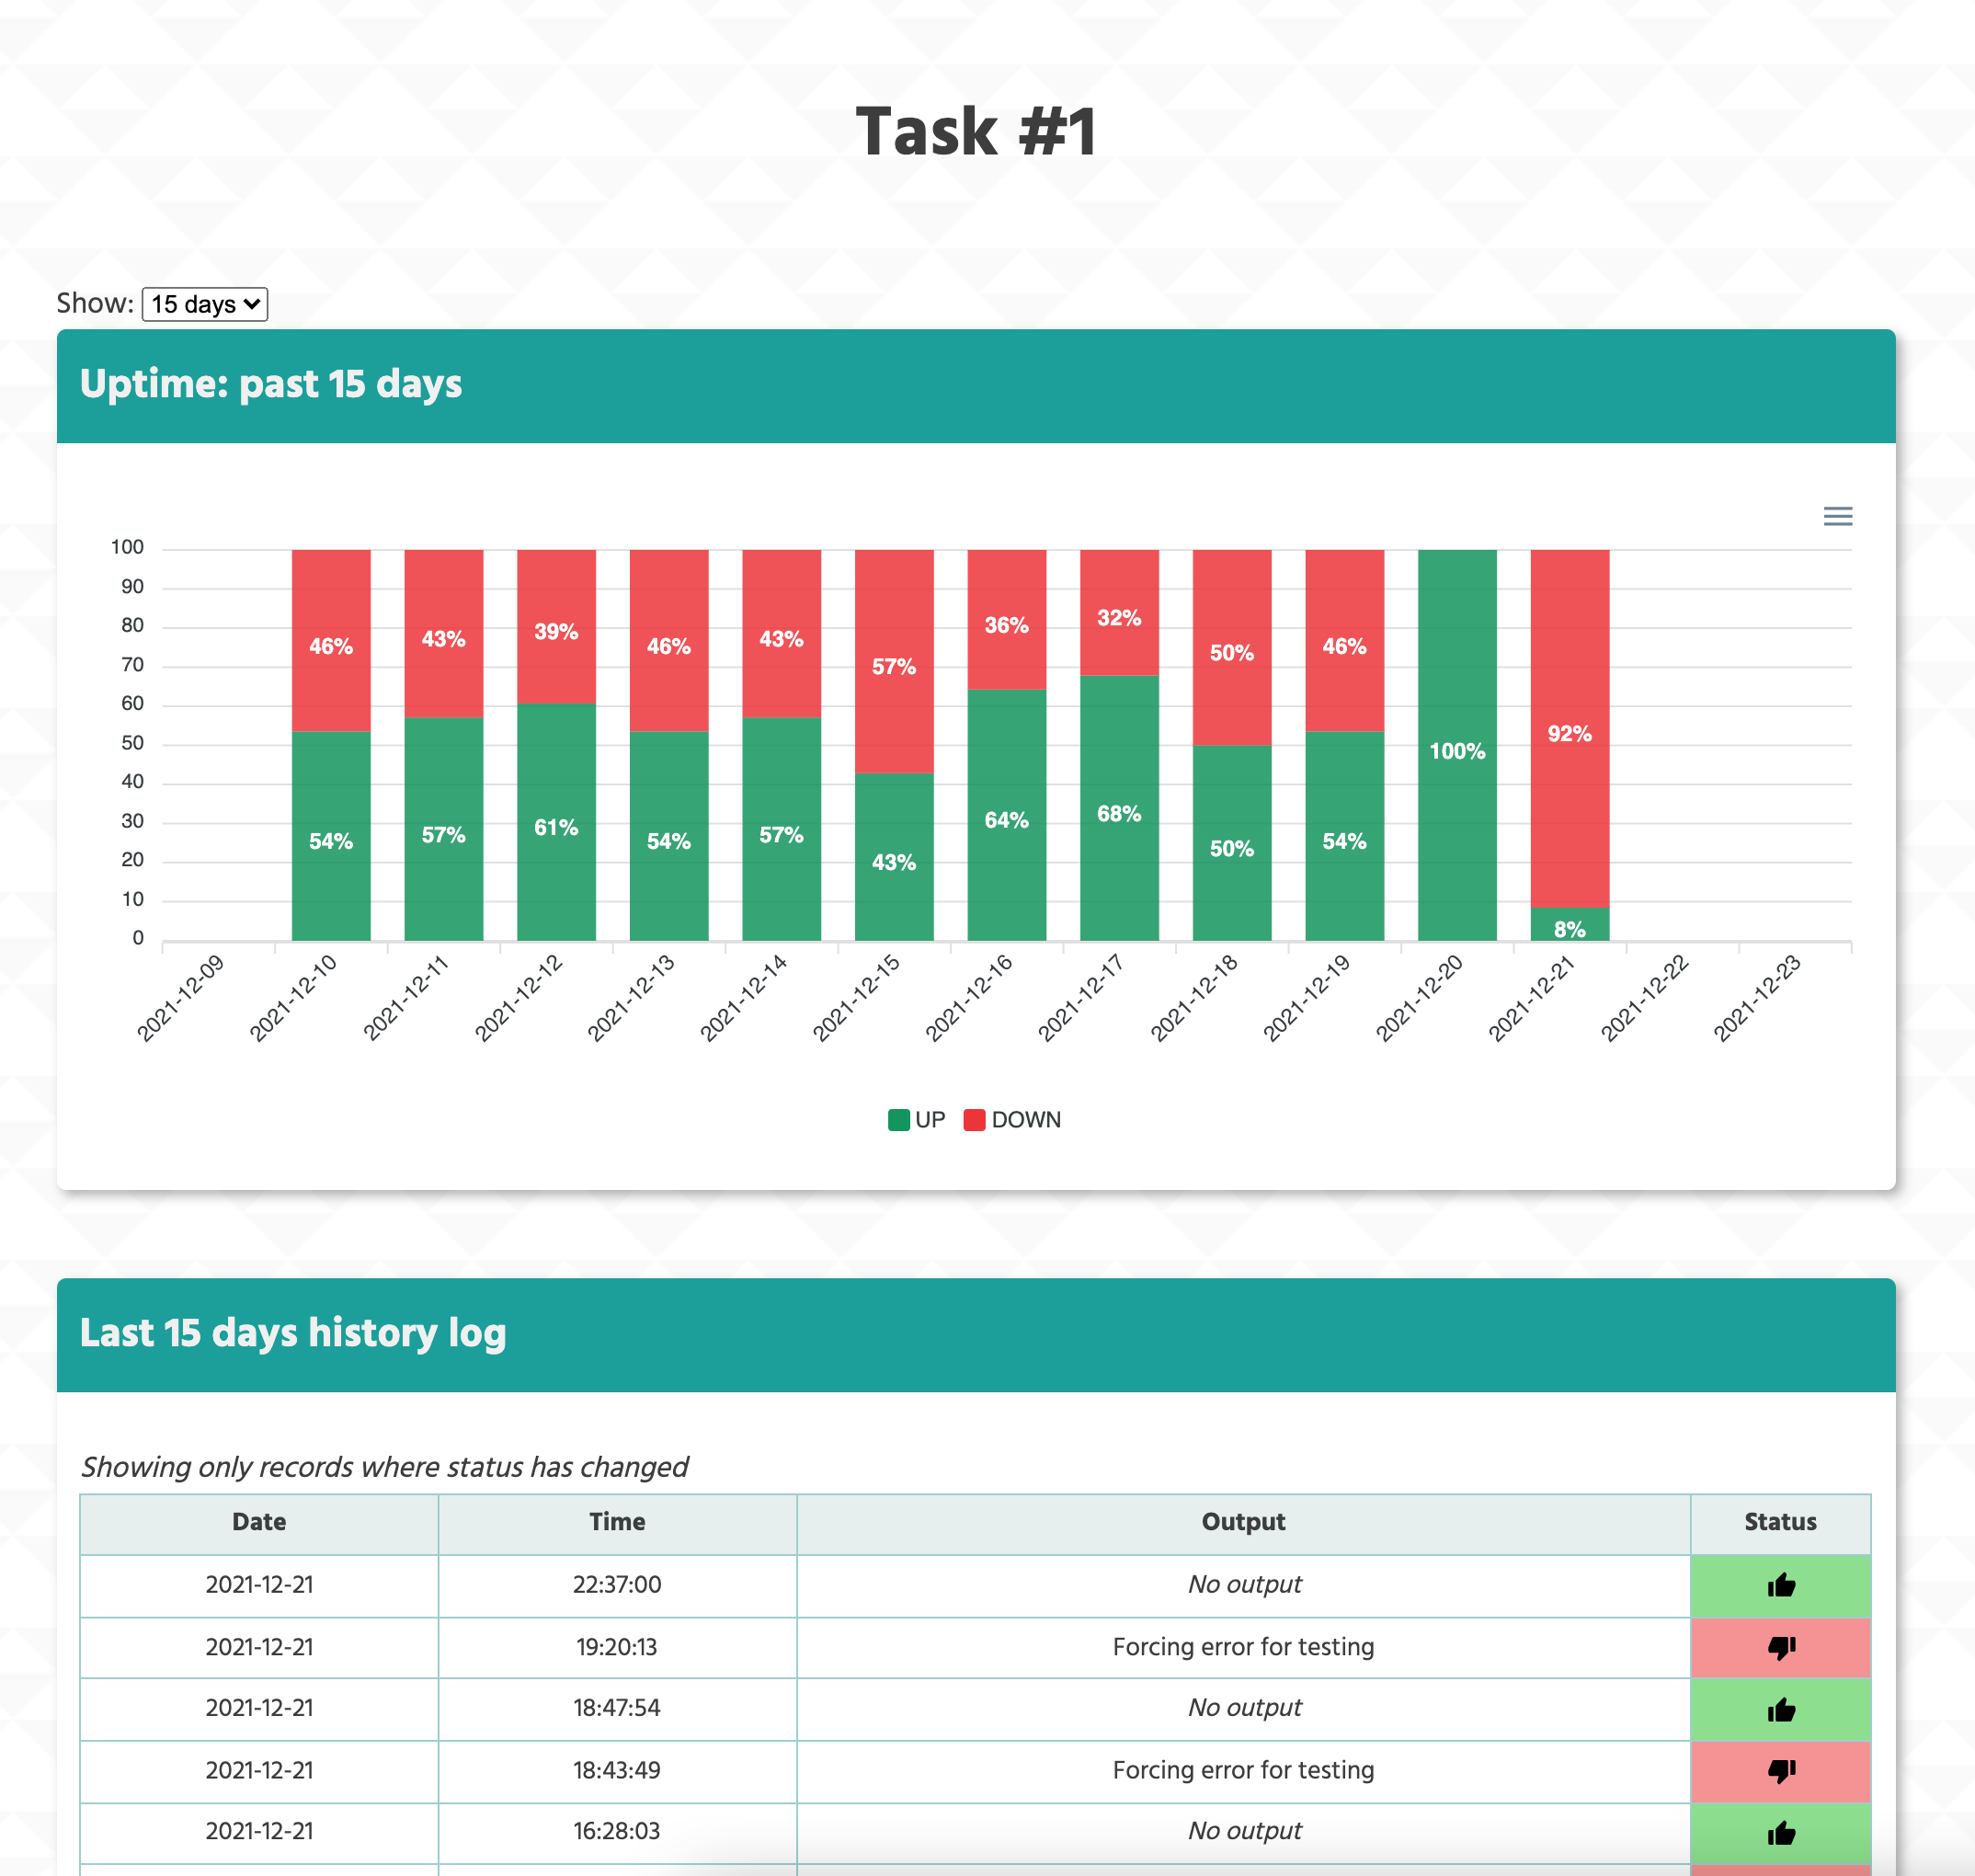 Task #1
Show: 15 days
Uptime: past 15 days
100
90
80
70
60
50
40
30
20
10
0
46% 43% 39% 46% 43% 57% 36% 32% 50% 46% 92%
54% 57% 61% 54% 57% 43% 64% 68% 50% 54% 100% 8%
2021-12-09 2021-12-10 2021-12-11 2021-12-12 2021-12-13 2021-12-14 2021-12-15 2021-12-16 2021-12-17 2021-12-18 2021-12-19 2021-12-20 2021-12-21 2021-12-22 2021-12-23
UP DOWN
Last 15 days history log
Showing only records where status has changed
Date Time Output Status
2021-12-21 22:37:00 No output
2021-12-21 19:20:13 Forcing error for testing
2021-12-21 18:47:54 No output
2021-12-21 18:43:49 Forcing error for testing
2021-12-21 16:28:03 No output